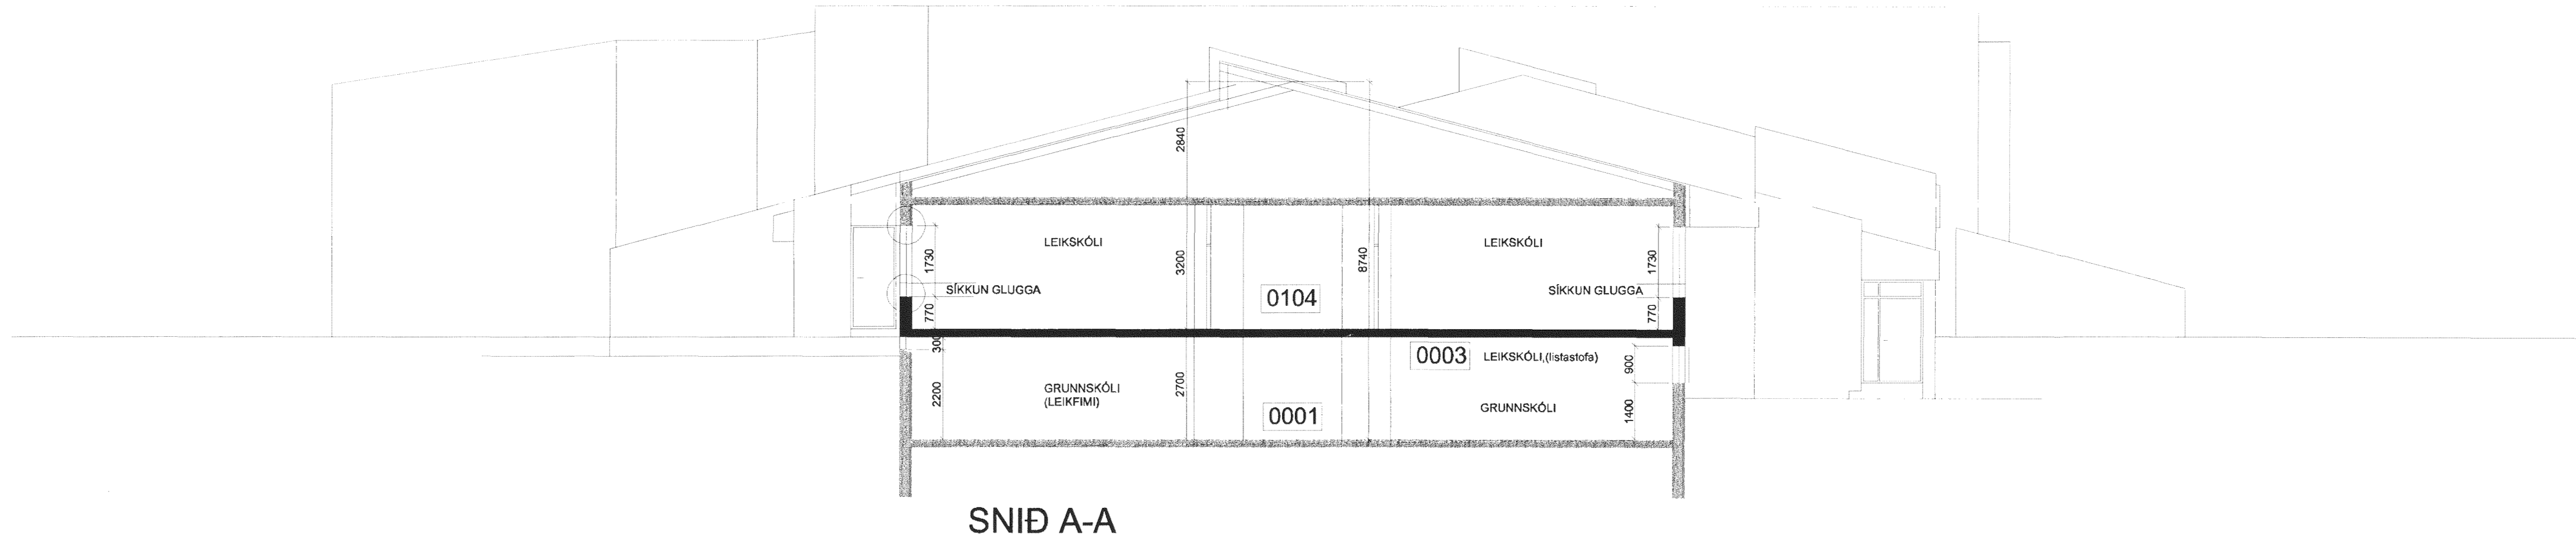 2840
LEIKSKÓLI
LEIKSKÓLI
1730
3200
8740
1730
SÍKKUN GLUGGA
SÍKKUN GLUGGA
0104
770
770
300
0003
LEIKSKÓLI,(listastofa)
900
GRUNNSKÓLI
(LEIKFIMI)
2200
2700
GRUNNSKÓLI
1400
0001
SNIÐ A-A